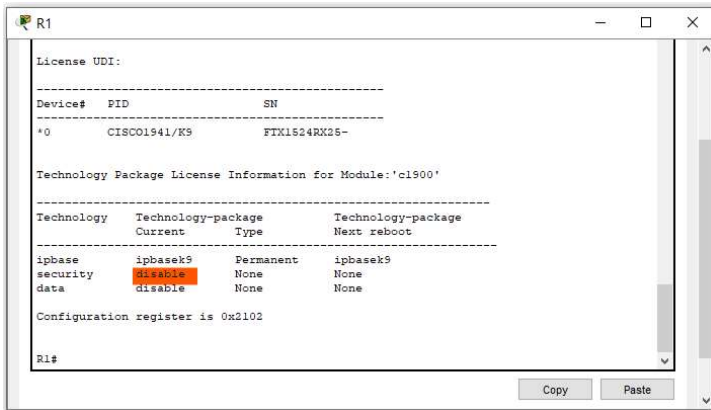 R1
License UDI:
-------------------------------------------------
Device#   PID                   SN
-------------------------------------------------
*0        CISCO1941/K9          FTX1524RX25-
Technology Package License Information for Module:'c1900'
----------------------------------------------------------------
Technology    Technology-package          Technology-package
              Current       Type          Next reboot
-----------------------------------------------------------------
ipbase        ipbasek9      Permanent     ipbasek9
security      disable       None          None
data          disable       None          None
Configuration register is 0x2102
R1#
Copy Paste